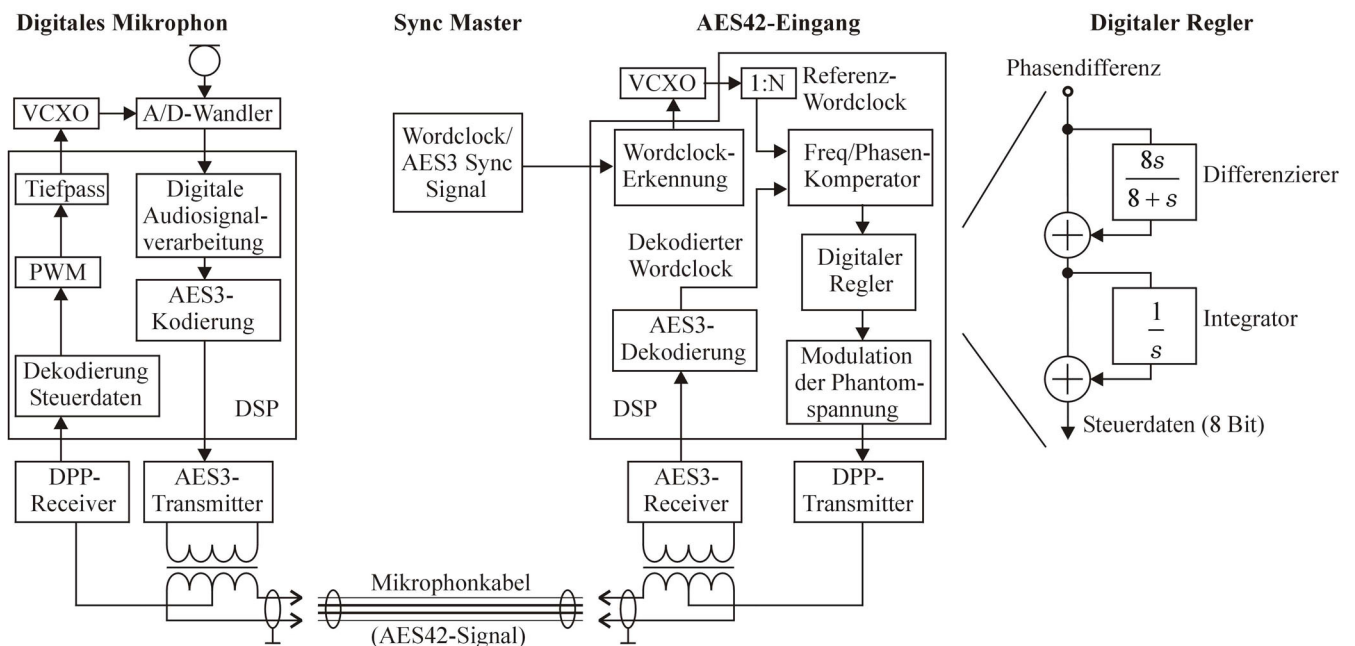 Digitales Mikrophon
VCXO
A/D-Wandler
Tiefpass
Digitale
Audiosignal-
verarbeitung
PWM
AES3-
Kodierung
Dekodierung
Steuerdaten
DSP
DPP-
Receiver
AES3-
Transmitter
Sync Master
Wordclock/
AES3 Sync
Signal
AES42-Eingang
VCXO
1:N
Referenz-
Wordclock
Wordclock-
Erkennung
Freq/Phasen-
Komperator
Dekodierter
Wordclock
Digitaler
Regler
AES3-
Dekodierung
Modulation
der Phantom-
spannung
DSP
AES3-
Receiver
DPP-
Transmitter
Mikrophonkabel
(AES42-Signal)
Digitaler Regler
Phasendifferenz
8s
8 + s
Differenzierer
1
s
Integrator
Steuerdaten (8 Bit)